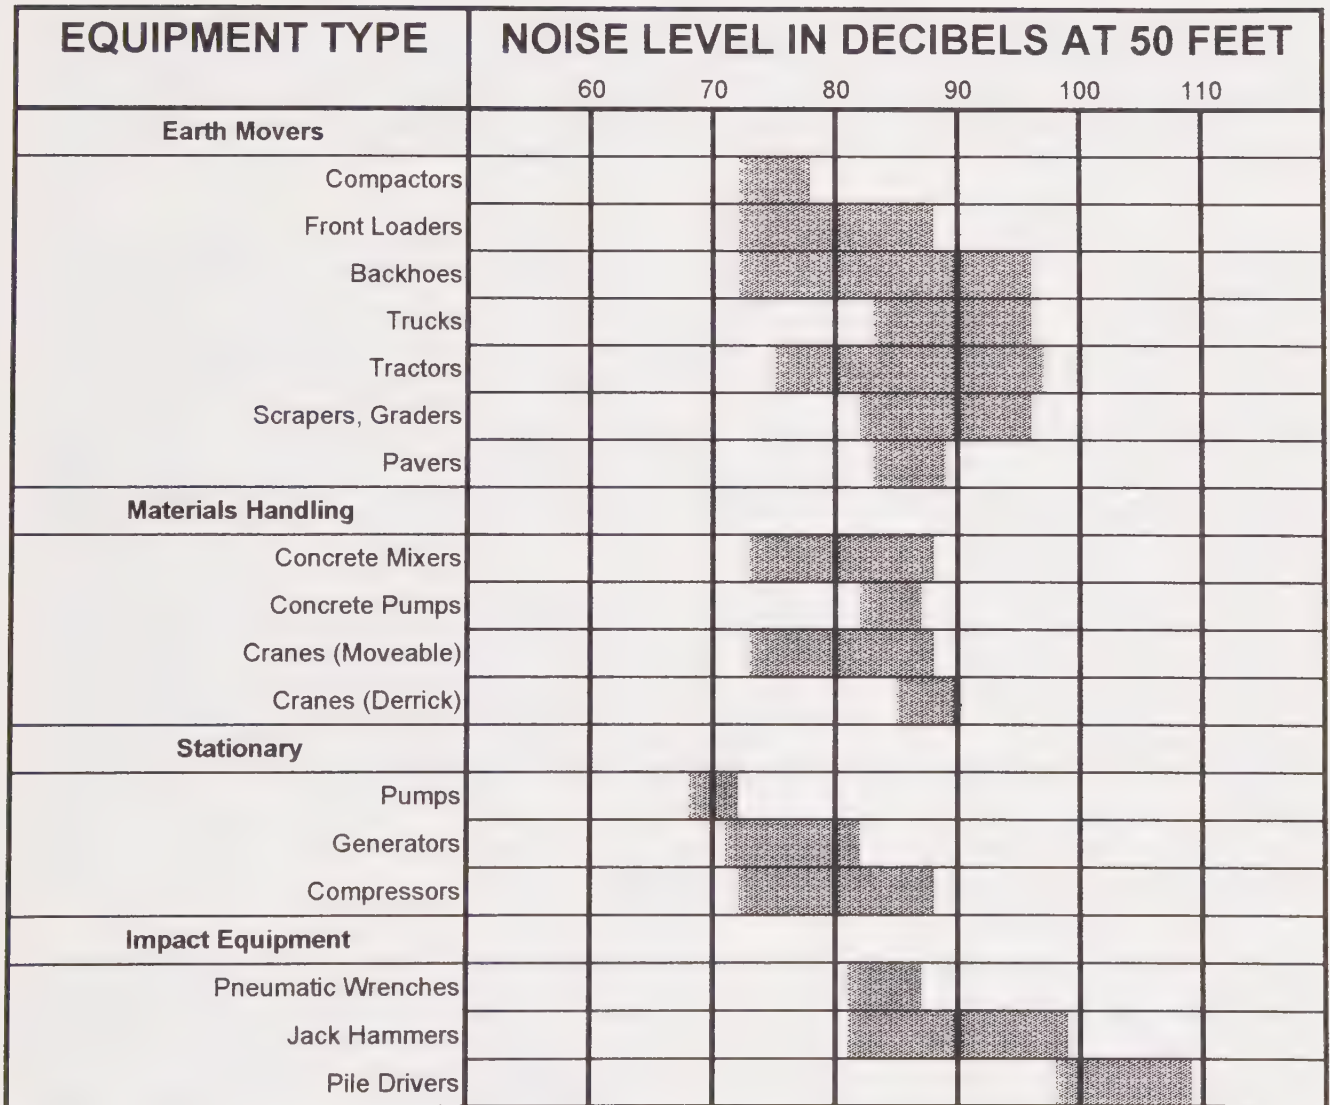 EQUIPMENT TYPE NOISE LEVEL IN DECIBELS AT 50 FEET
60 70 80 90 100 110
Earth Movers
Compactors
Front Loaders
Backhoes
Trucks
Tractors
Scrapers, Graders
Pavers
Materials Handling
Concrete Mixers
Concrete Pumps
Cranes (Moveable)
Cranes (Derrick)
Stationary
Pumps
Generators
Compressors
Impact Equipment
Pneumatic Wrenches
Jack Hammers
Pile Drivers